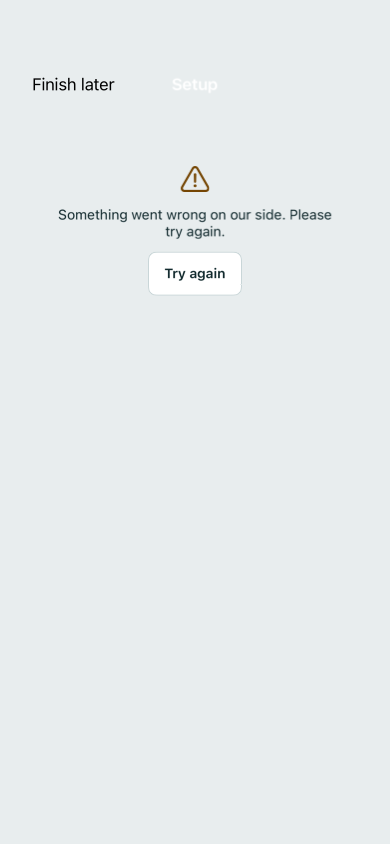 Finish later
Setup
Something went wrong on our side. Please
try again.
Try again